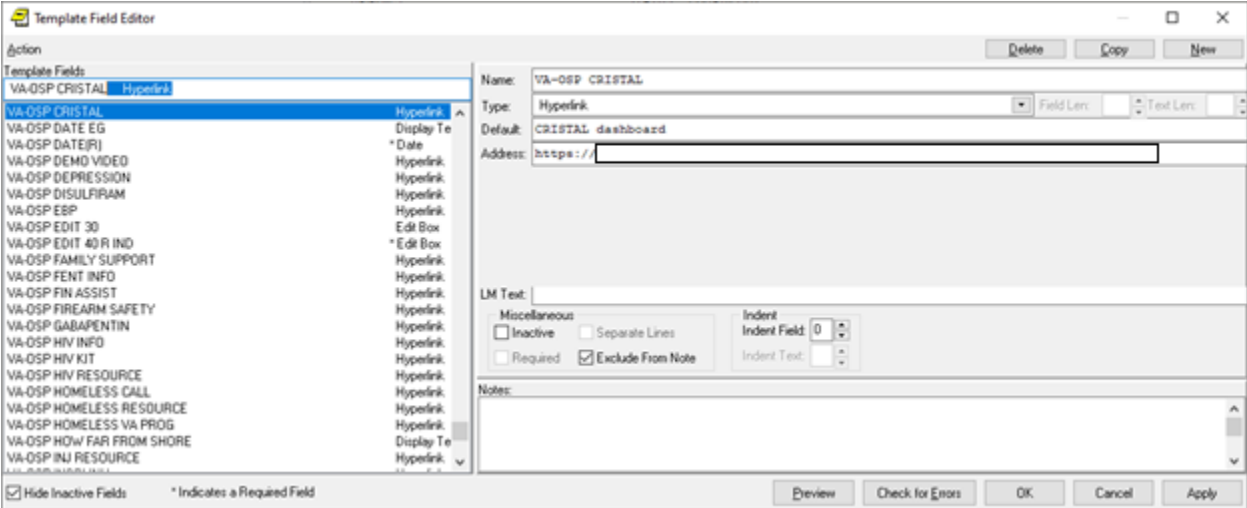 Template Field Editor
Action
Delete Copy New
Template Fields
VA-OSP CRISTAL Hyperlink
VA-OSP CRISTAL Hyperlink
VA-OSP DATE EG Display Te
VA-OSP DATE(R) * Date
VA-OSP DEMO VIDEO Hyperlink
VA-OSP DEPRESSION Hyperlink
VA-OSP DISULFIRAM Hyperlink
VA-OSP EBP Hyperlink
VA-OSP EDIT 30 Edit Box
VA-OSP EDIT 40 R IND * Edit Box
VA-OSP FAMILY SUPPORT Hyperlink
VA-OSP FENT INFO Hyperlink
VA-OSP FIN ASSIST Hyperlink
VA-OSP FIREARM SAFETY Hyperlink
VA-OSP GABAPENTIN Hyperlink
VA-OSP HIV INFO Hyperlink
VA-OSP HIV KIT Hyperlink
VA-OSP HIV RESOURCE Hyperlink
VA-OSP HOMELESS CALL Hyperlink
VA-OSP HOMELESS RESOURCE Hyperlink
VA-OSP HOMELESS VA PROG Hyperlink
VA-OSP HOW FAR FROM SHORE Display Te
VA-OSP INJ RESOURCE Hyperlink
Name: VA-OSP CRISTAL
Type: Hyperlink Field Len: Text Len:
Default: CRISTAL dashboard
Address: https://
LM Text:
Miscellaneous Indent
Inactive Separate Lines Indent Field: 0
Required Exclude From Note Indent Text:
Notes:
Hide Inactive Fields * Indicates a Required Field
Preview Check for Errors OK Cancel Apply